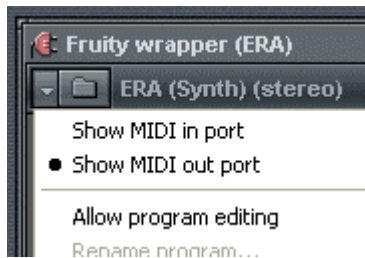 Fruity wrapper (ERA)
ERA (Synth) (stereo)
Show MIDI in port
Show MIDI out port
Allow program editing
Rename program...